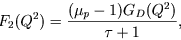 F_2(Q^2) = \frac{(\mu_p - 1)G_D(Q^2)}{\tau + 1},